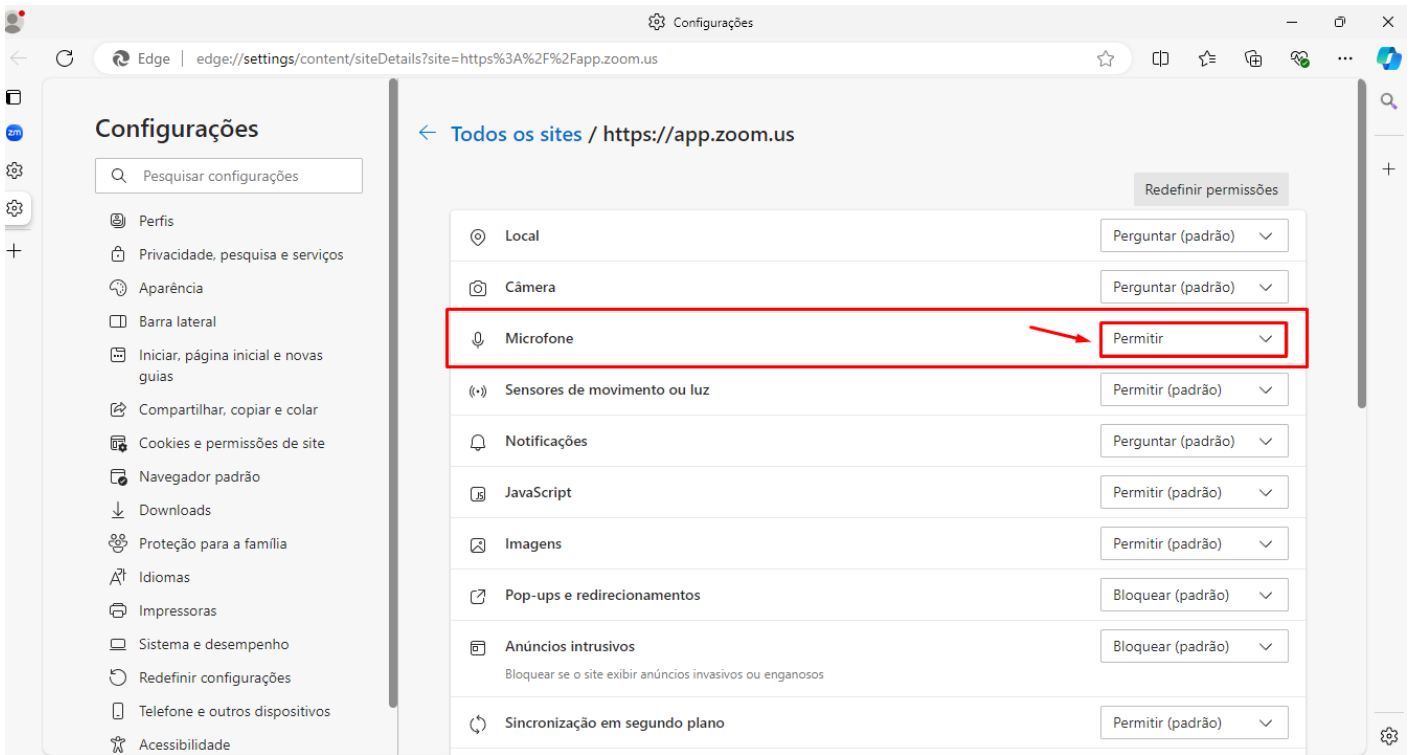 Configurações
Edge
edge://settings/content/siteDetails?site=https%3A%2F%2Fapp.zoom.us
zm
Configurações
Pesquisar configurações
Perfis
Privacidade, pesquisa e serviços
Aparência
Barra lateral
Iniciar, página inicial e novas
guias
Compartilhar, copiar e colar
Cookies e permissões de site
Navegador padrão
Downloads
Proteção para a família
Idiomas
Impressoras
Sistema e desempenho
Redefinir configurações
Telefone e outros dispositivos
Acessibilidade
Todos os sites / https://app.zoom.us
Redefinir permissões
Local Perguntar (padrão)
Câmera Perguntar (padrão)
Microfone Permitir
Sensores de movimento ou luz Permitir (padrão)
Notificações Perguntar (padrão)
JavaScript Permitir (padrão)
Imagens Permitir (padrão)
Pop-ups e redirecionamentos Bloquear (padrão)
Anúncios intrusivos Bloquear (padrão)
Bloquear se o site exibir anúncios invasivos ou enganosos
Sincronização em segundo plano Permitir (padrão)